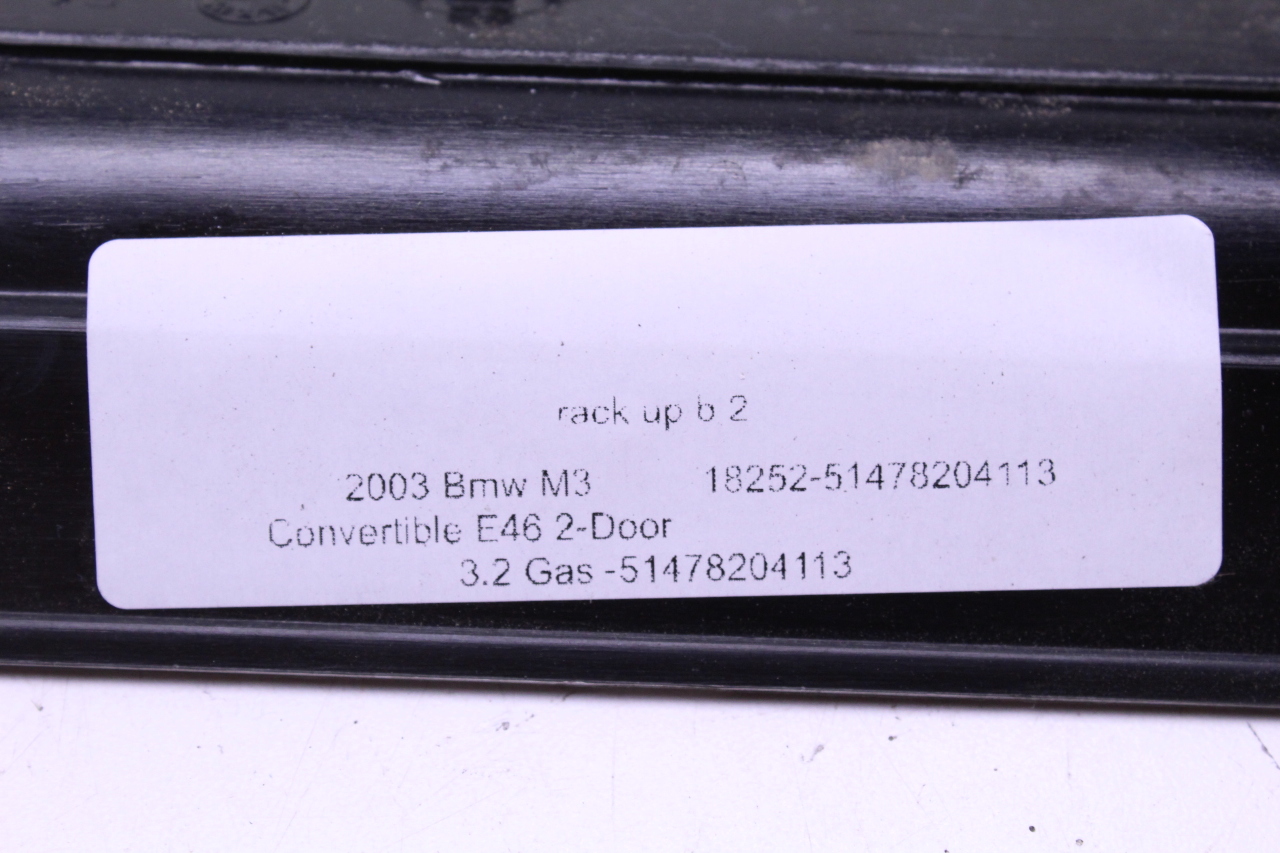 rack up b 2
2003 Bmw M3 18252-51478204113
Convertible E46 2-Door
3.2 Gas -51478204113